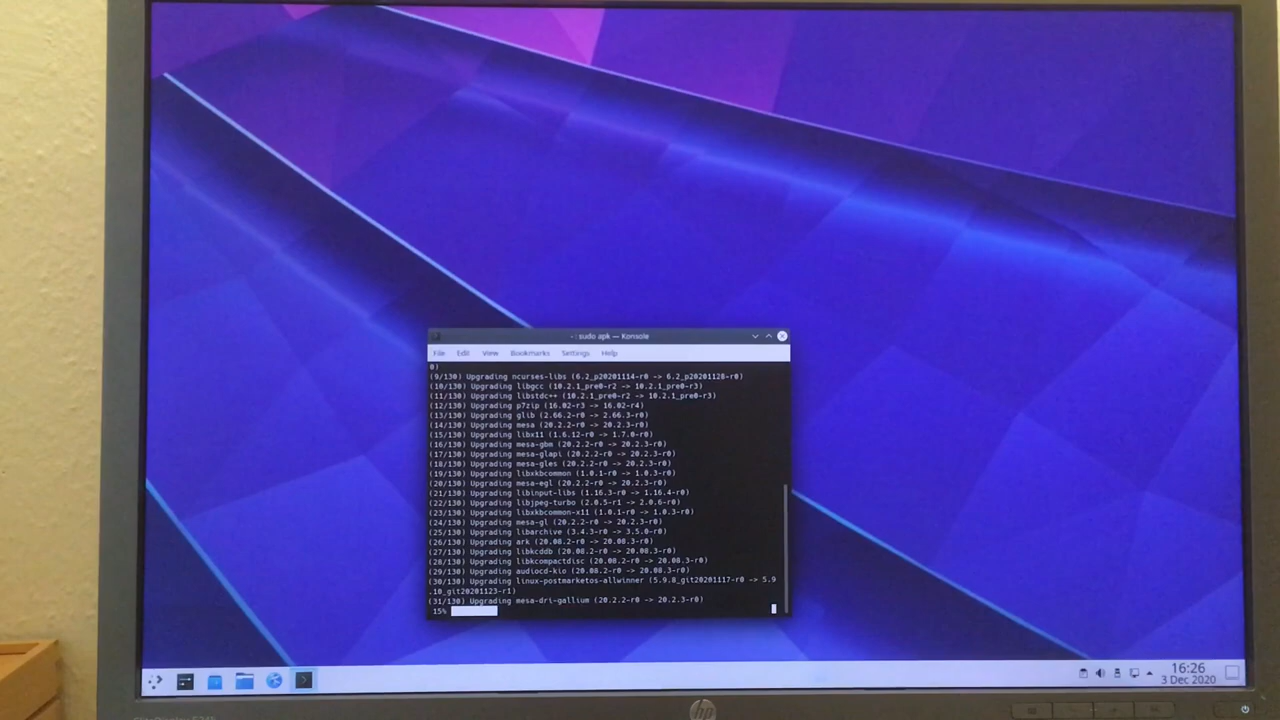 - : sudo apk — Konsole
File Edit View Bookmarks Settings Help
0)
(9/130) Upgrading ncurses-libs (6.2_p20201114-r0 -> 6.2_p20201128-r0)
(10/130) Upgrading libgcc (10.2.1_pre0-r2 -> 10.2.1_pre0-r3)
(11/130) Upgrading libstdc++ (10.2.1_pre0-r2 -> 10.2.1_pre0-r3)
(12/130) Upgrading p7zip (16.02-r3 -> 16.02-r4)
(13/130) Upgrading glib (2.66.2-r0 -> 2.66.3-r0)
(14/130) Upgrading mesa (20.2.2-r0 -> 20.2.3-r0)
(15/130) Upgrading libx11 (1.6.12-r0 -> 1.7.0-r0)
(16/130) Upgrading mesa-gbm (20.2.2-r0 -> 20.2.3-r0)
(17/130) Upgrading mesa-glapi (20.2.2-r0 -> 20.2.3-r0)
(18/130) Upgrading mesa-gles (20.2.2-r0 -> 20.2.3-r0)
(19/130) Upgrading libxkbcommon (1.0.1-r0 -> 1.0.3-r0)
(20/130) Upgrading mesa-egl (20.2.2-r0 -> 20.2.3-r0)
(21/130) Upgrading libinput-libs (1.16.3-r0 -> 1.16.4-r0)
(22/130) Upgrading libjpeg-turbo (2.0.5-r1 -> 2.0.6-r0)
(23/130) Upgrading libxkbcommon-x11 (1.0.1-r0 -> 1.0.3-r0)
(24/130) Upgrading mesa-gl (20.2.2-r0 -> 20.2.3-r0)
(25/130) Upgrading libarchive (3.4.3-r0 -> 3.5.0-r0)
(26/130) Upgrading ark (20.08.2-r0 -> 20.08.3-r0)
(27/130) Upgrading libkcddb (20.08.2-r0 -> 20.08.3-r0)
(28/130) Upgrading libkcompactdisc (20.08.2-r0 -> 20.08.3-r0)
(29/130) Upgrading audiocd-kio (20.08.2-r0 -> 20.08.3-r0)
(30/130) Upgrading linux-postmarketos-allwinner (5.9.8_git20201117-r0 -> 5.9
.10_git20201123-r1)
(31/130) Upgrading mesa-dri-gallium (20.2.2-r0 -> 20.2.3-r0)
15%
16:26
3 Dec 2020
hp